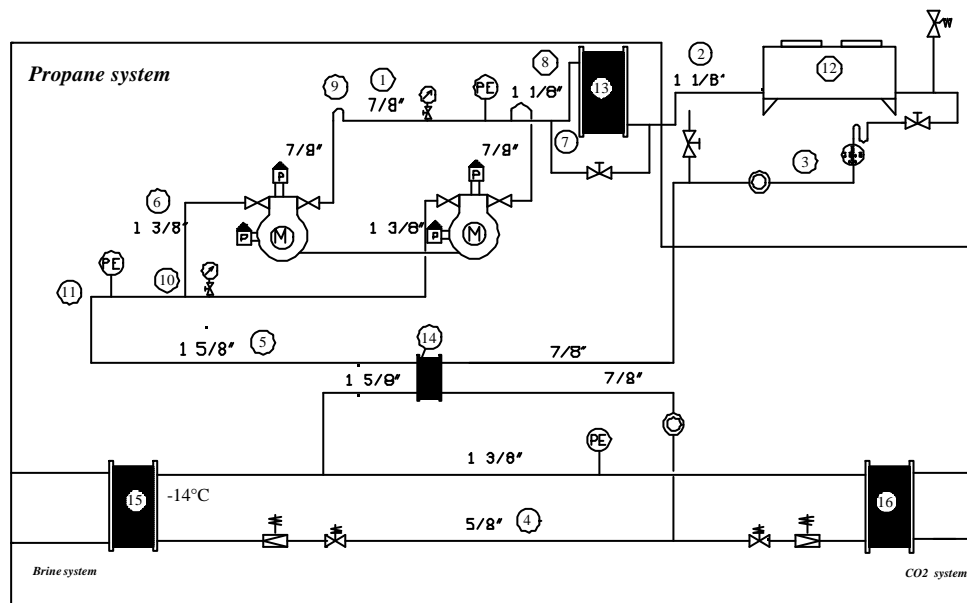 W
2
1 1/8"
12
Propane system
1
9
7/8"
PE
8
1 1/8"
13
7
3
7/8"
P
7/8"
P
6
1 3/8"
P
M
1 3/8"
P
M
PE
11
10
14
1 5/8"
5
7/8"
1 5/8"
7/8"
PE
1 3/8"
15
-14°C
16
5/8"
4
Brine system
CO2 system